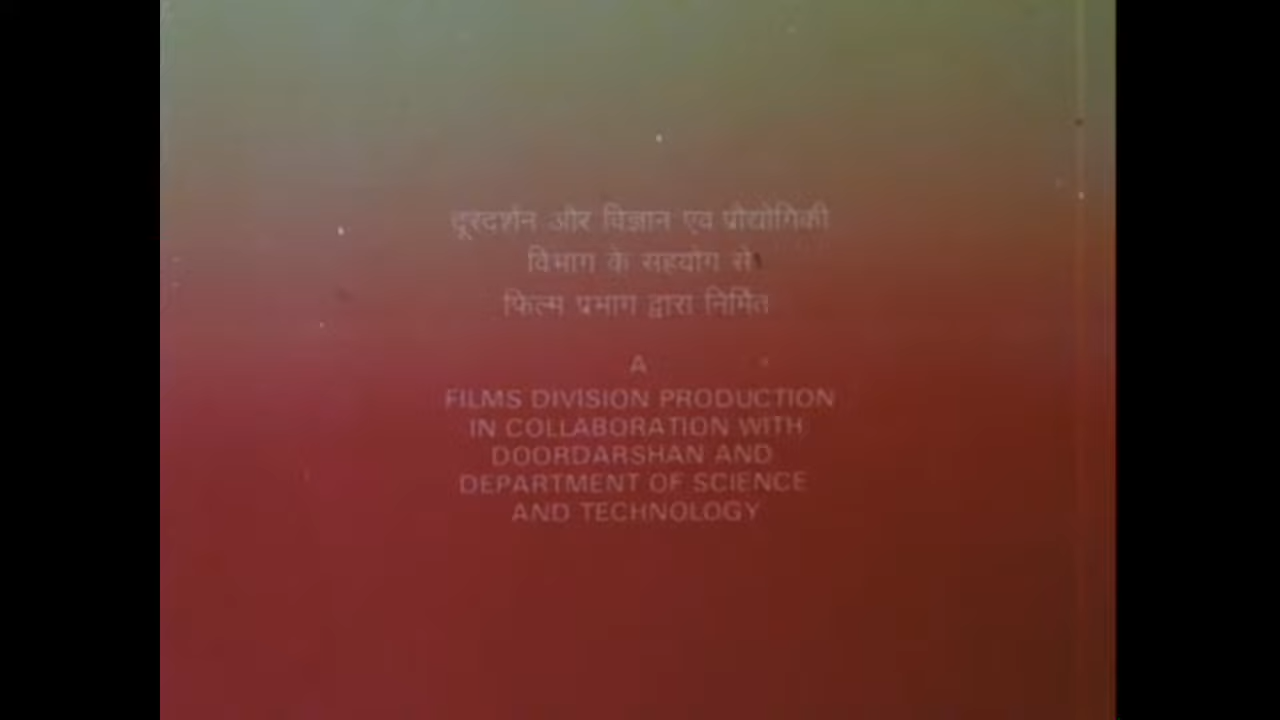 दूरदर्शन और विज्ञान एव प्रौद्योगिकी
विभाग के सहयोग से
फिल्म प्रभाग द्वारा निर्मित
A
FILMS DIVISION PRODUCTION
IN COLLABORATION WITH
DOORDARSHAN AND
DEPARTMENT OF SCIENCE
AND TECHNOLOGY